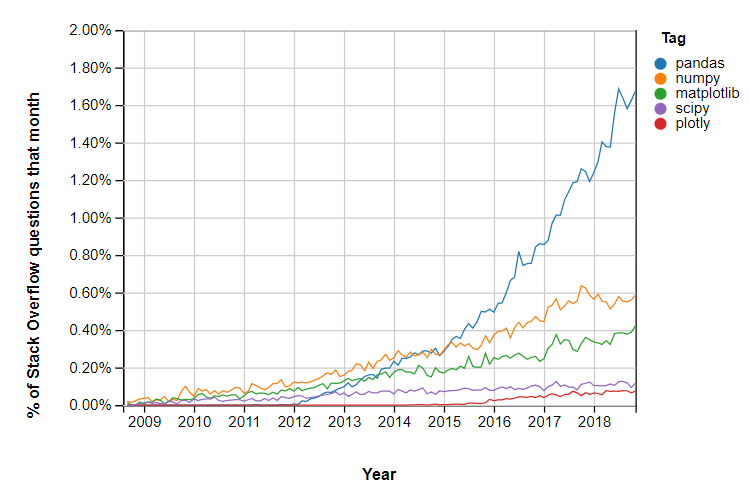 % of Stack Overflow questions that month
2.00%
1.80%
1.60%
1.40%
1.20%
1.00%
0.80%
0.60%
0.40%
0.20%
0.00%
2009 2010 2011 2012 2013 2014 2015 2016 2017 2018
Year
Tag
pandas
numpy
matplotlib
scipy
plotly